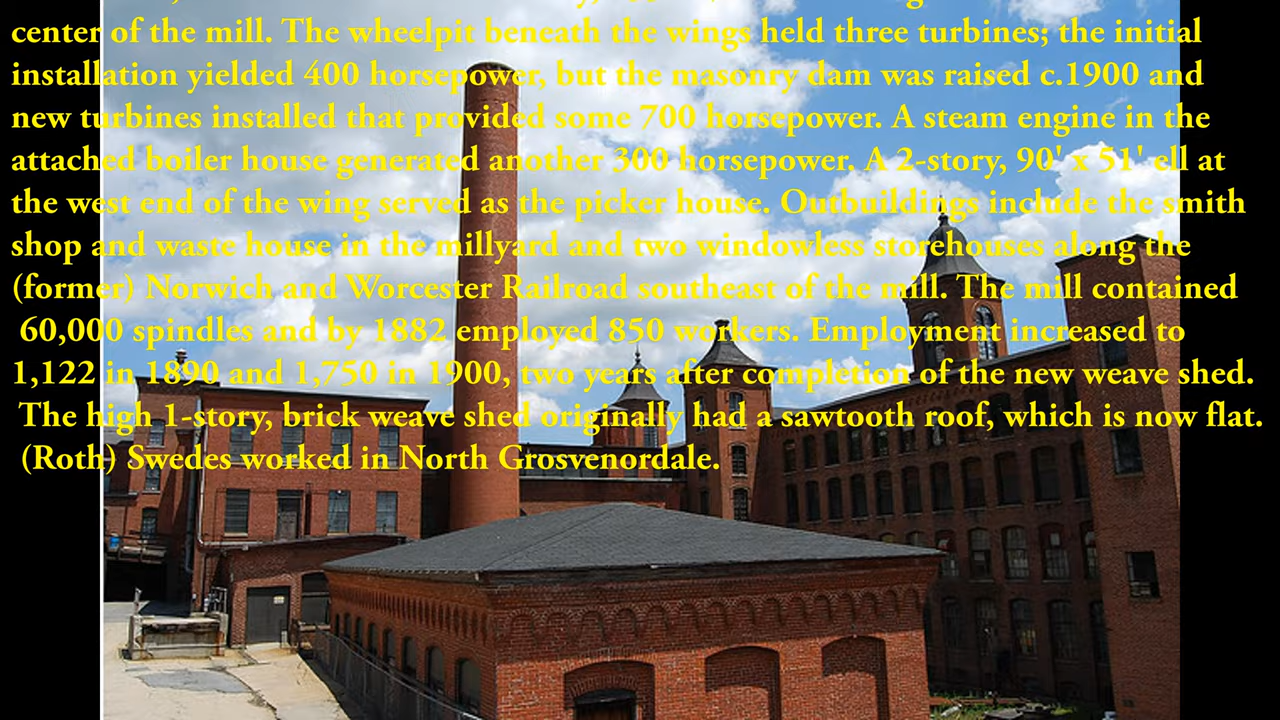 center of the mill. The wheelpit beneath the wings held three turbines; the initial
installation yielded 400 horsepower, but the masonry dam was raised c.1900 and
new turbines installed that provided some 700 horsepower. A steam engine in the
attached boiler house generated another 300 horsepower. A 2-story, 90' x 51' ell at
the west end of the wing served as the picker house. Outbuildings include the smith
shop and waste house in the millyard and two windowless storehouses along the
(former) Norwich and Worcester Railroad southeast of the mill. The mill contained
60,000 spindles and by 1882 employed 850 workers. Employment increased to
1,122 in 1890 and 1,750 in 1900, two years after completion of the new weave shed.
The high 1-story, brick weave shed originally had a sawtooth roof, which is now flat.
(Roth) Swedes worked in North Grosvenordale.